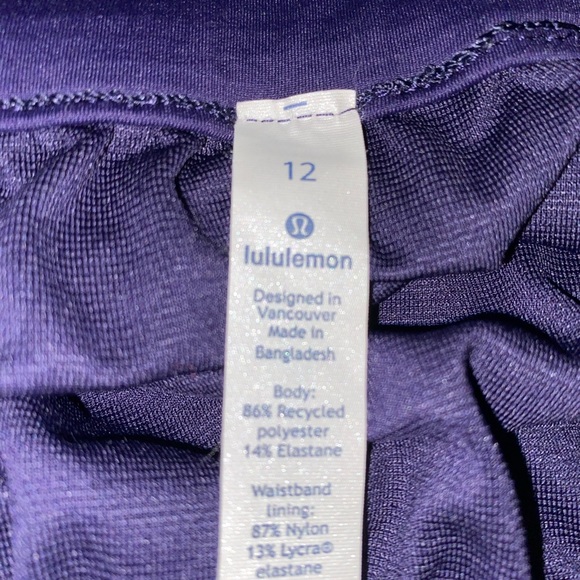 12
lululemon
Designed in
Vancouver
Made in
Bangladesh
Body:
86% Recycled
polyester
14% Elastane
Waistband
lining:
87% Nylon
13% Lycra®
elastane